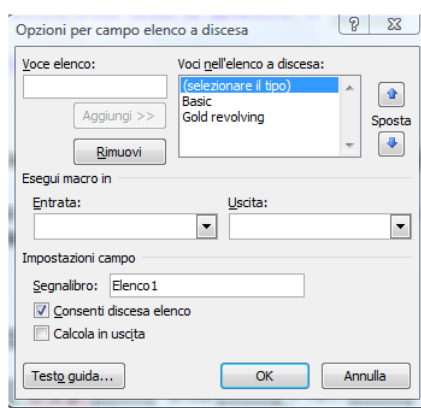 Opzioni per campo elenco a discesa
Voce elenco:
Voci nell'elenco a discesa:
(selezionare il tipo)
Basic
Gold revolving
Aggiungi >>
Sposta
Rimuovi
Esegui macro in
Entrata:
Uscita:
Impostazioni campo
Segnalibro:
Elenco1
Consenti discesa elenco
Calcola in uscita
Testo guida...
OK
Annulla